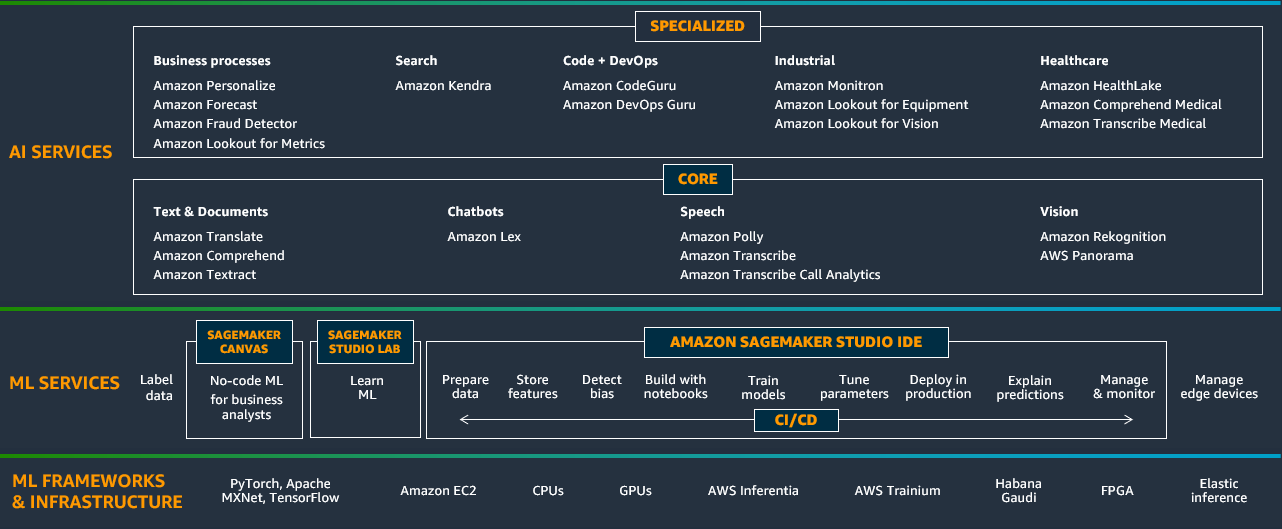 SPECIALIZED
AI SERVICES
Business processes
Amazon Personalize
Amazon Forecast
Amazon Fraud Detector
Amazon Lookout for Metrics
Search
Amazon Kendra
Code + DevOps
Amazon CodeGuru
Amazon DevOps Guru
Industrial
Amazon Monitron
Amazon Lookout for Equipment
Amazon Lookout for Vision
Healthcare
Amazon HealthLake
Amazon Comprehend Medical
Amazon Transcribe Medical
CORE
Text & Documents
Amazon Translate
Amazon Comprehend
Amazon Textract
Chatbots
Amazon Lex
Speech
Amazon Polly
Amazon Transcribe
Amazon Transcribe Call Analytics
Vision
Amazon Rekognition
AWS Panorama
ML SERVICES
Label
data
SAGEMAKER
CANVAS
No-code ML
for business
analysts
SAGEMAKER
STUDIO LAB
Learn
ML
AMAZON SAGEMAKER STUDIO IDE
Prepare
data
Store
features
Detect
bias
Build with
notebooks
Train
models
Tune
parameters
Deploy in
production
Explain
predictions
Manage
& monitor
CI/CD
Manage
edge devices
ML FRAMEWORKS
& INFRASTRUCTURE
PyTorch, Apache
MXNet, TensorFlow
Amazon EC2
CPUs
GPUs
AWS Inferentia
AWS Trainium
Habana
Gaudi
FPGA
Elastic
inference